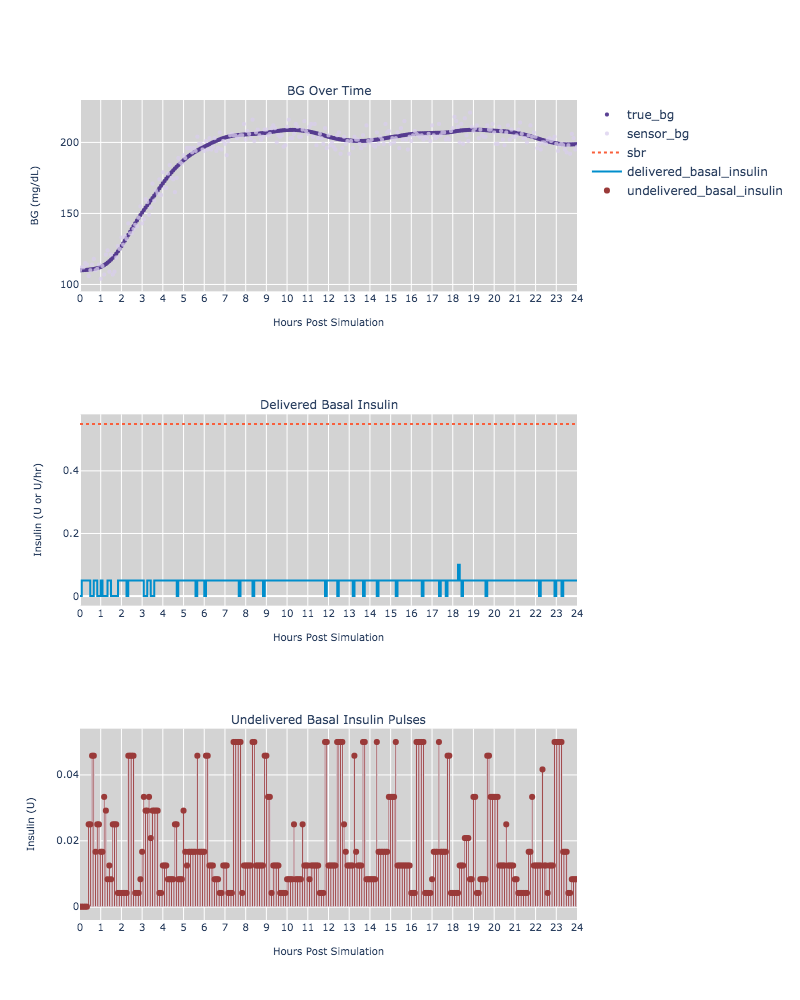 BG Over Time
true_bg
sensor_bg
sbr
delivered_basal_insulin
undelivered_basal_insulin
BG (mg/dL)
200
150
100
0 1 2 3 4 5 6 7 8 9 10 11 12 13 14 15 16 17 18 19 20 21 22 23 24
Hours Post Simulation
Delivered Basal Insulin
Insulin (U or U/hr)
0.4
0.2
0
0 1 2 3 4 5 6 7 8 9 10 11 12 13 14 15 16 17 18 19 20 21 22 23 24
Hours Post Simulation
Undelivered Basal Insulin Pulses
Insulin (U)
0.04
0.02
0
0 1 2 3 4 5 6 7 8 9 10 11 12 13 14 15 16 17 18 19 20 21 22 23 24
Hours Post Simulation